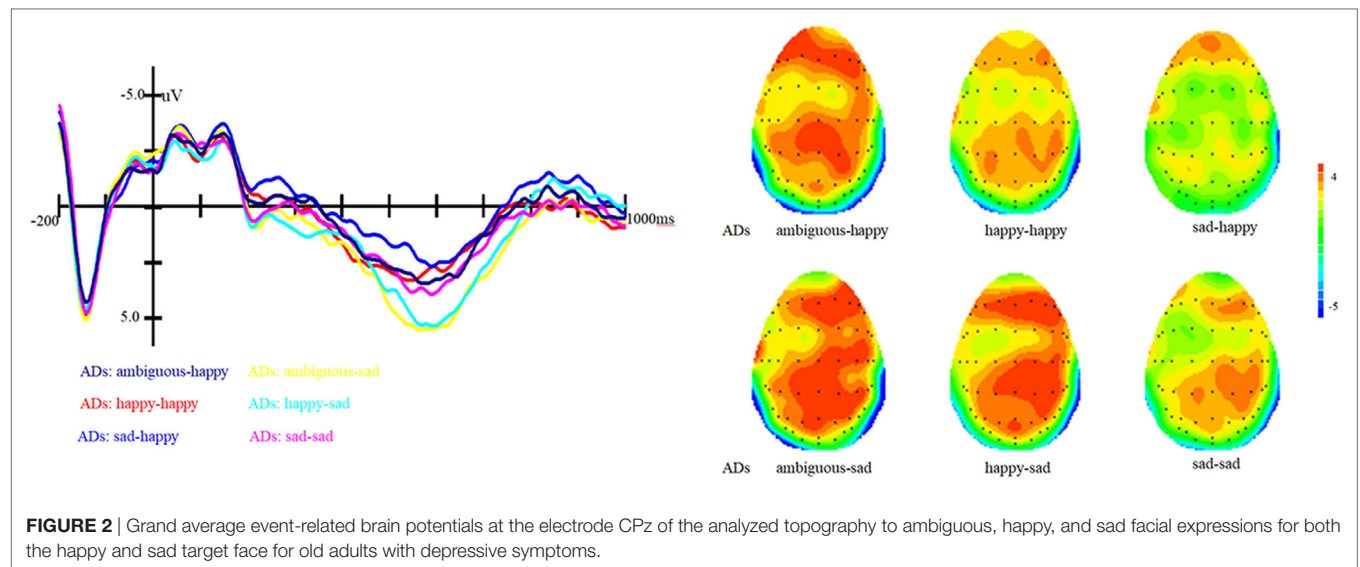 -5.0 uV
-200
1000ms
5.0
ADs: ambiguous-happy ADs: ambiguous-sad
ADs: happy-happy ADs: happy-sad
ADs: sad-happy ADs: sad-sad
ADs ambiguous-happy happy-happy sad-happy
4
-5
ADs ambiguous-sad happy-sad sad-sad
FIGURE 2 | Grand average event-related brain potentials at the electrode CPz of the analyzed topography to ambiguous, happy, and sad facial expressions for both
the happy and sad target face for old adults with depressive symptoms.